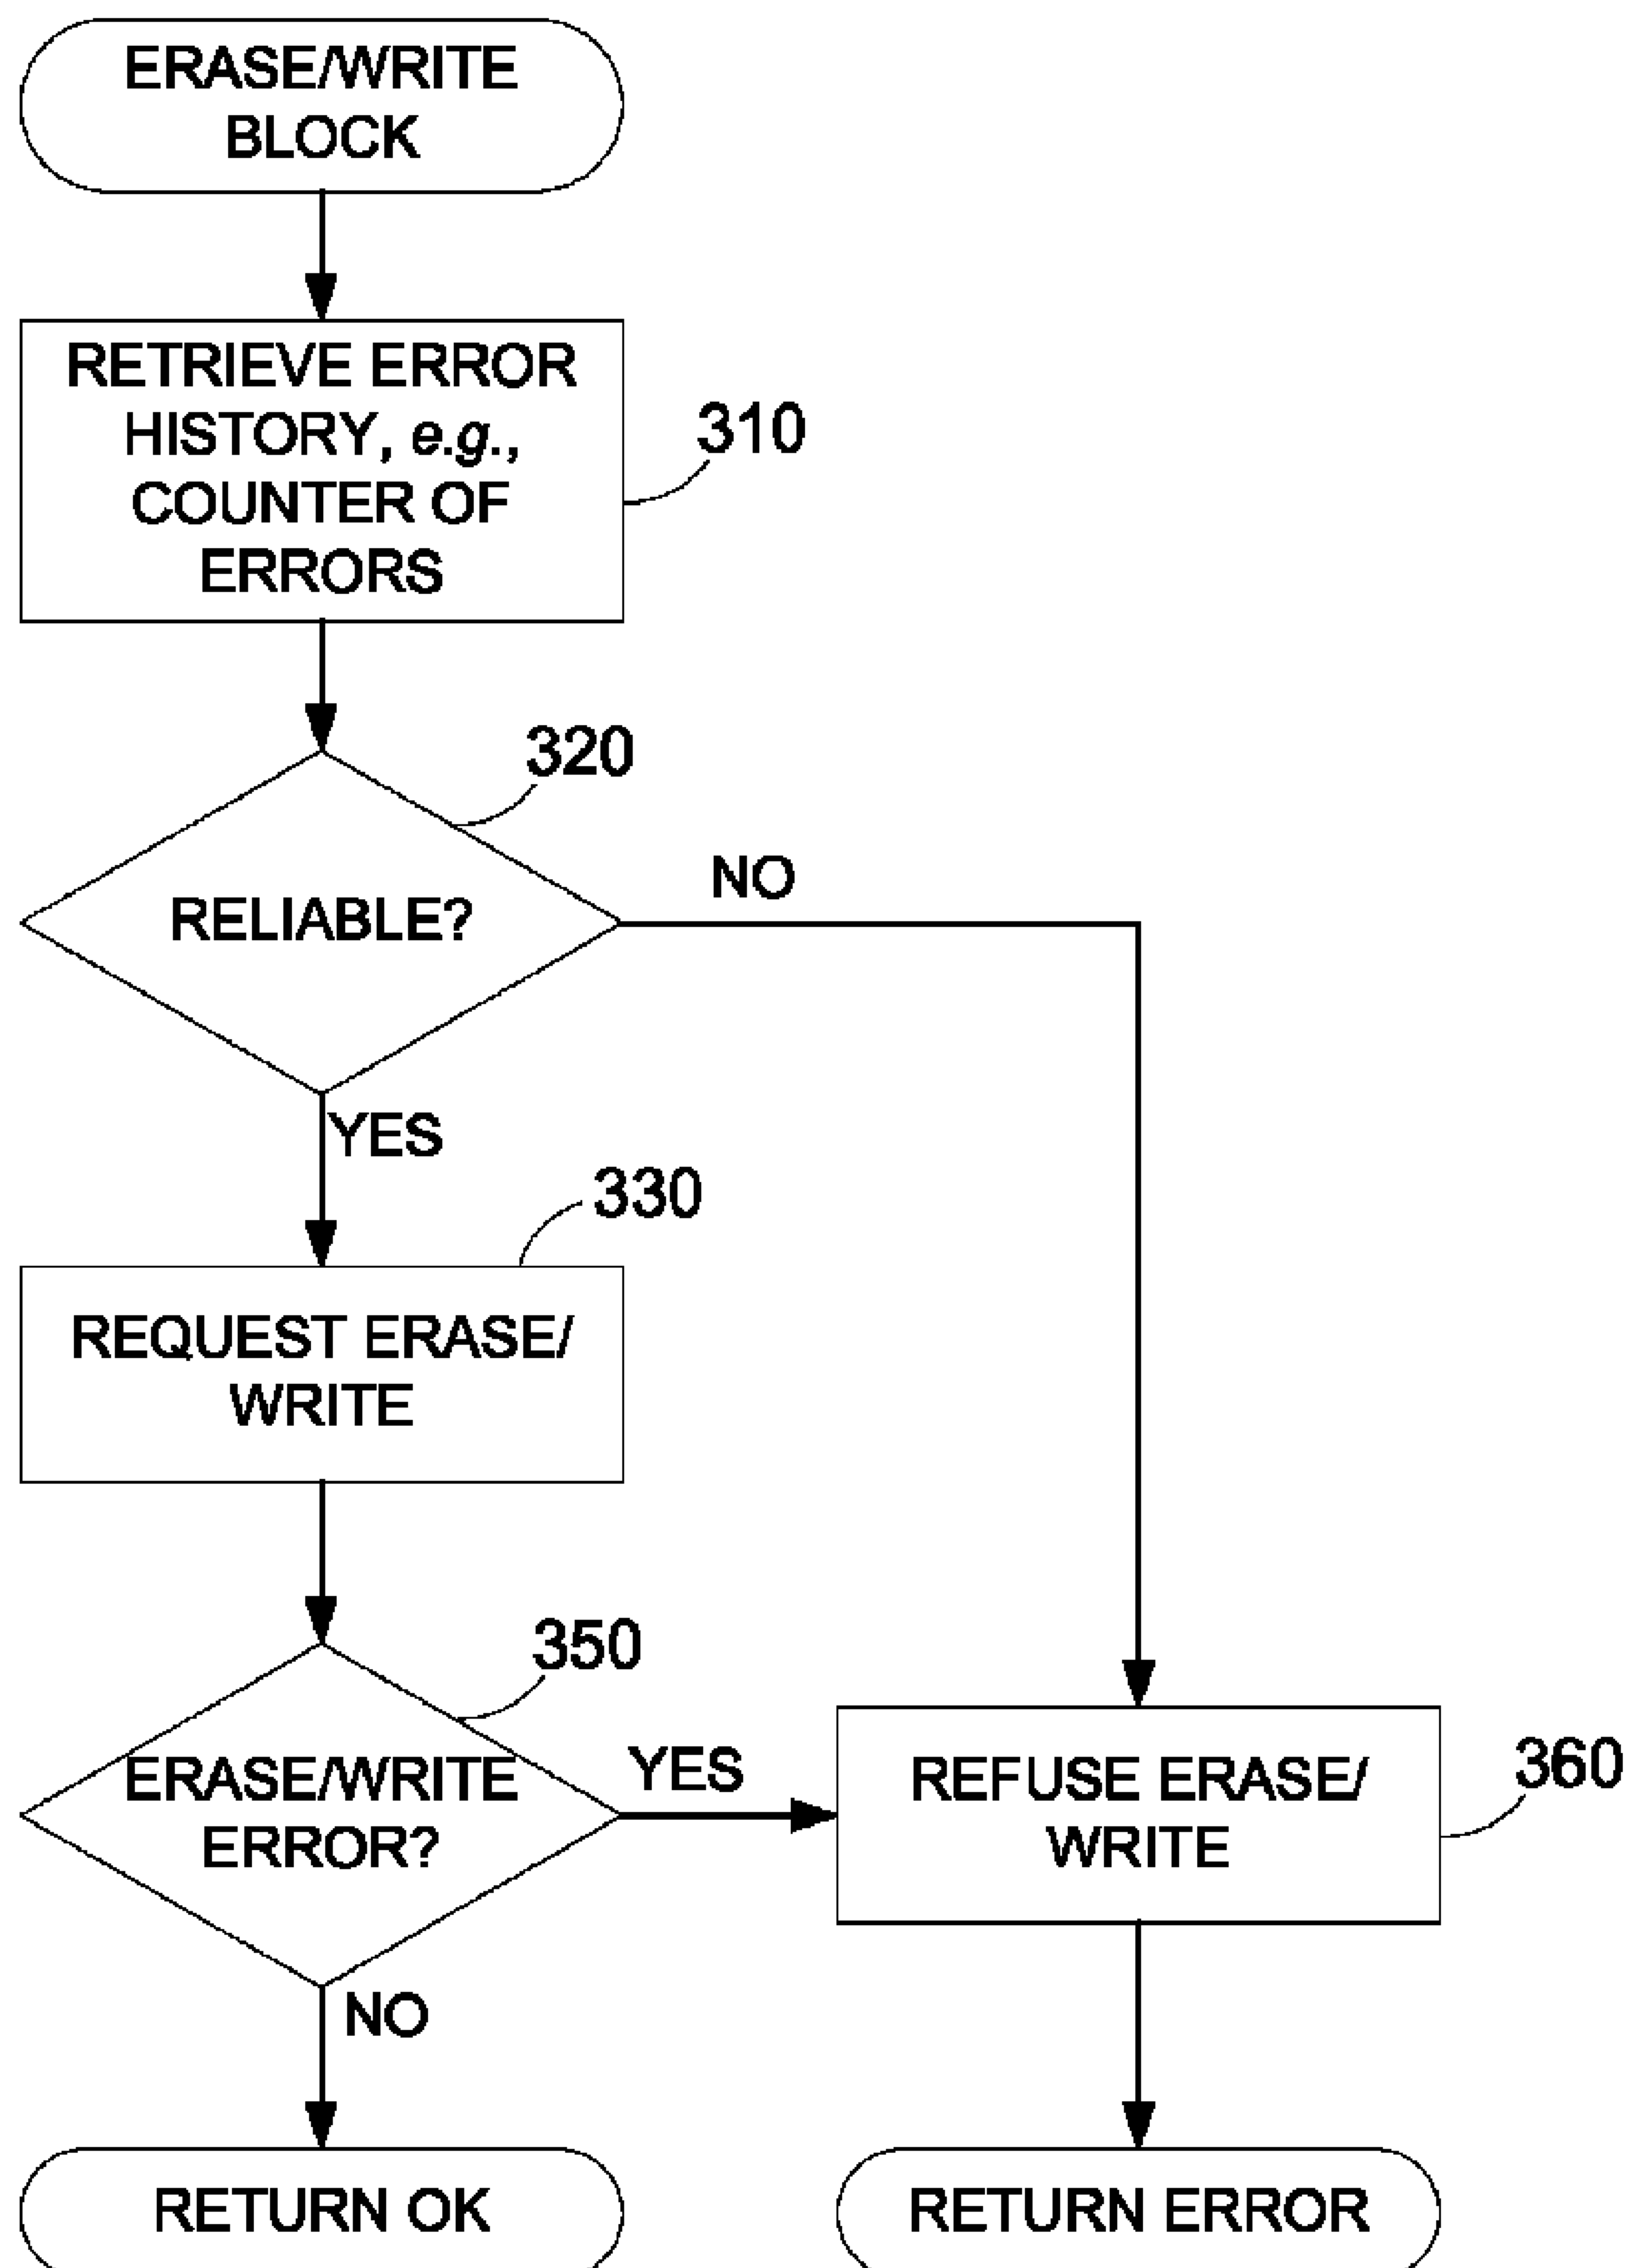 ERASE/WRITE
BLOCK
RETRIEVE ERROR
HISTORY, e.g.,
COUNTER OF
ERRORS
310
320
RELIABLE?
NO
YES
330
REQUEST ERASE/
WRITE
350
ERASE/WRITE
ERROR?
YES
REFUSE ERASE/
WRITE
360
NO
RETURN OK
RETURN ERROR